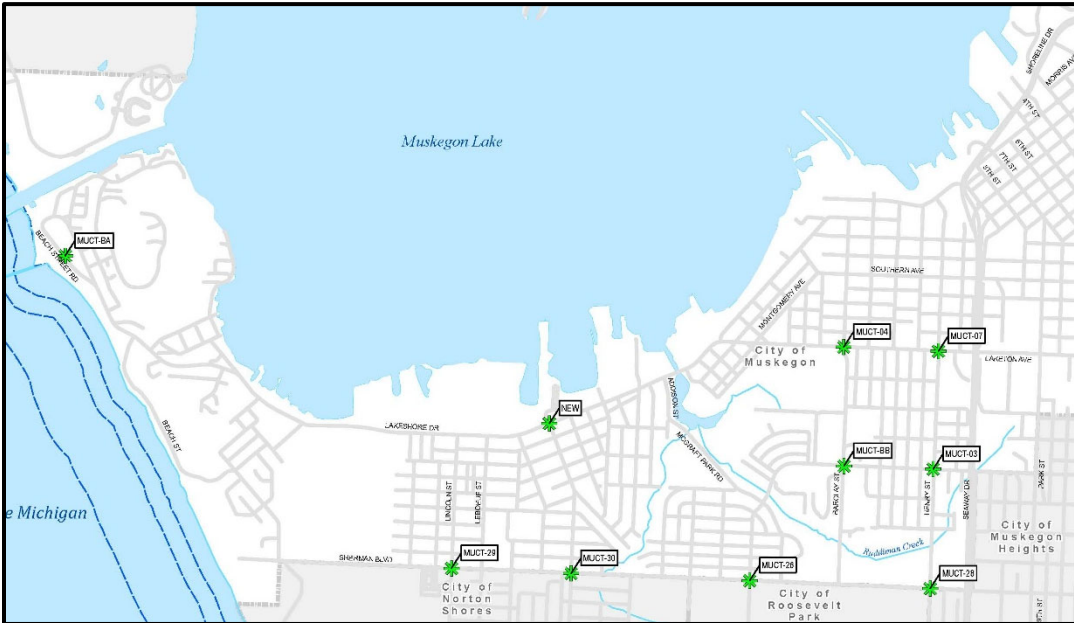 SHORELINE DR
MORRIS AV
4TH ST
Muskegon Lake
6TH ST
7TH ST
9TH ST
MUCT-BA
BEACH STREET RD
SOUTHERN AVE
MONTGOMERY AVE
MUCT-04
MUCT-07
City of
Muskegon
LAKETON AVE
ADDISON ST
NEW
LAKESHORE DR
BEACH ST
MCGRAFT PARK RD
MUCT-BB
MUCT-03
BARCLAY ST
HENRY ST
SEAWAY DR
PARK ST
LINCOLN ST
LEBOEUF ST
e Michigan
City of
Muskegon
Heights
Ruddiman Creek
SHERMAN BLVD
MUCT-29
MUCT-30
MUCT-26
MUCT-28
City of
Norton
Shores
City of
Roosevelt
Park